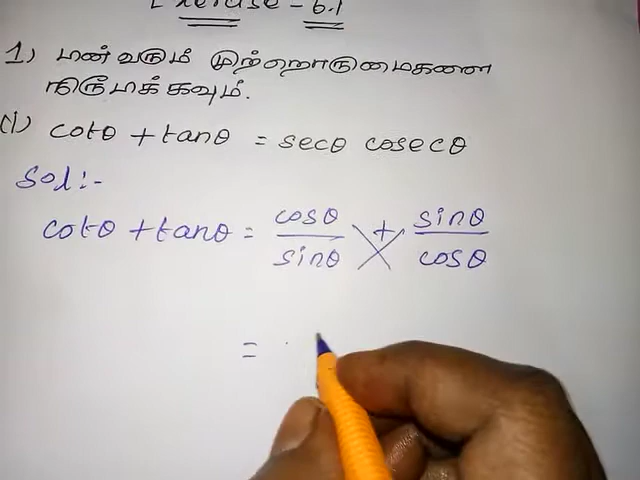 Exercise - 6.1
1) பின் வரும் முற்றொருமைகளை
நிரூபிக்கவும்.
(i) cotθ + tanθ = secθ cosecθ
Sol:-
cotθ + tanθ = cosθ/sinθ + sinθ/cosθ
=